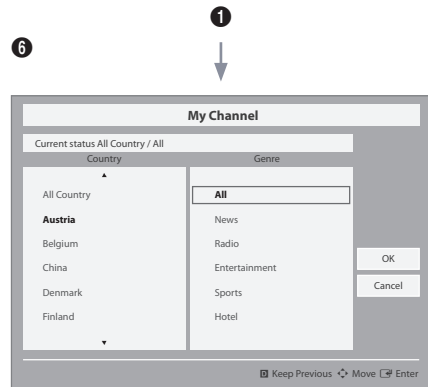 ❶
❻
My Channel
Current status All Country / All
Country Genre
All Country All
Austria News
Belgium Radio
China Entertainment
Denmark Sports
Finland Hotel
OK
Cancel
D Keep Previous Move Enter